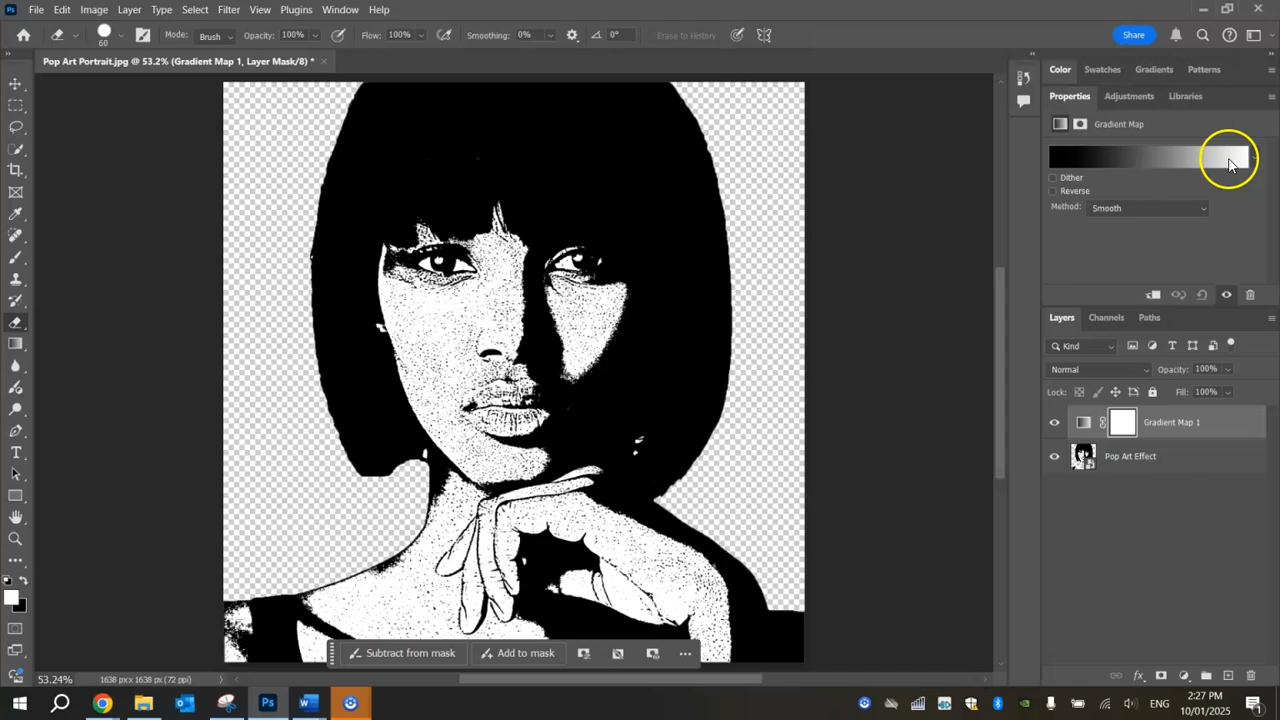 Ps File Edit Image Layer Type Select Filter View Plugins Window Help
60 Mode: Brush Opacity: 100% Flow: 100% Smoothing: 0% 0° Erase to History Share
Pop Art Portrait.jpg @ 53.2% (Gradient Map 1, Layer Mask/8) *
Color Swatches Gradients Patterns
Properties Adjustments Libraries
Gradient Map
Dither
Reverse
Method: Smooth
Layers Channels Paths
Kind
Normal Opacity: 100%
Lock: Fill: 100%
Gradient Map 1
Pop Art Effect
Subtract from mask Add to mask
53.24% 1638 px x 1638 px (72 ppi)
ENG 2:27 PM
10/01/2025